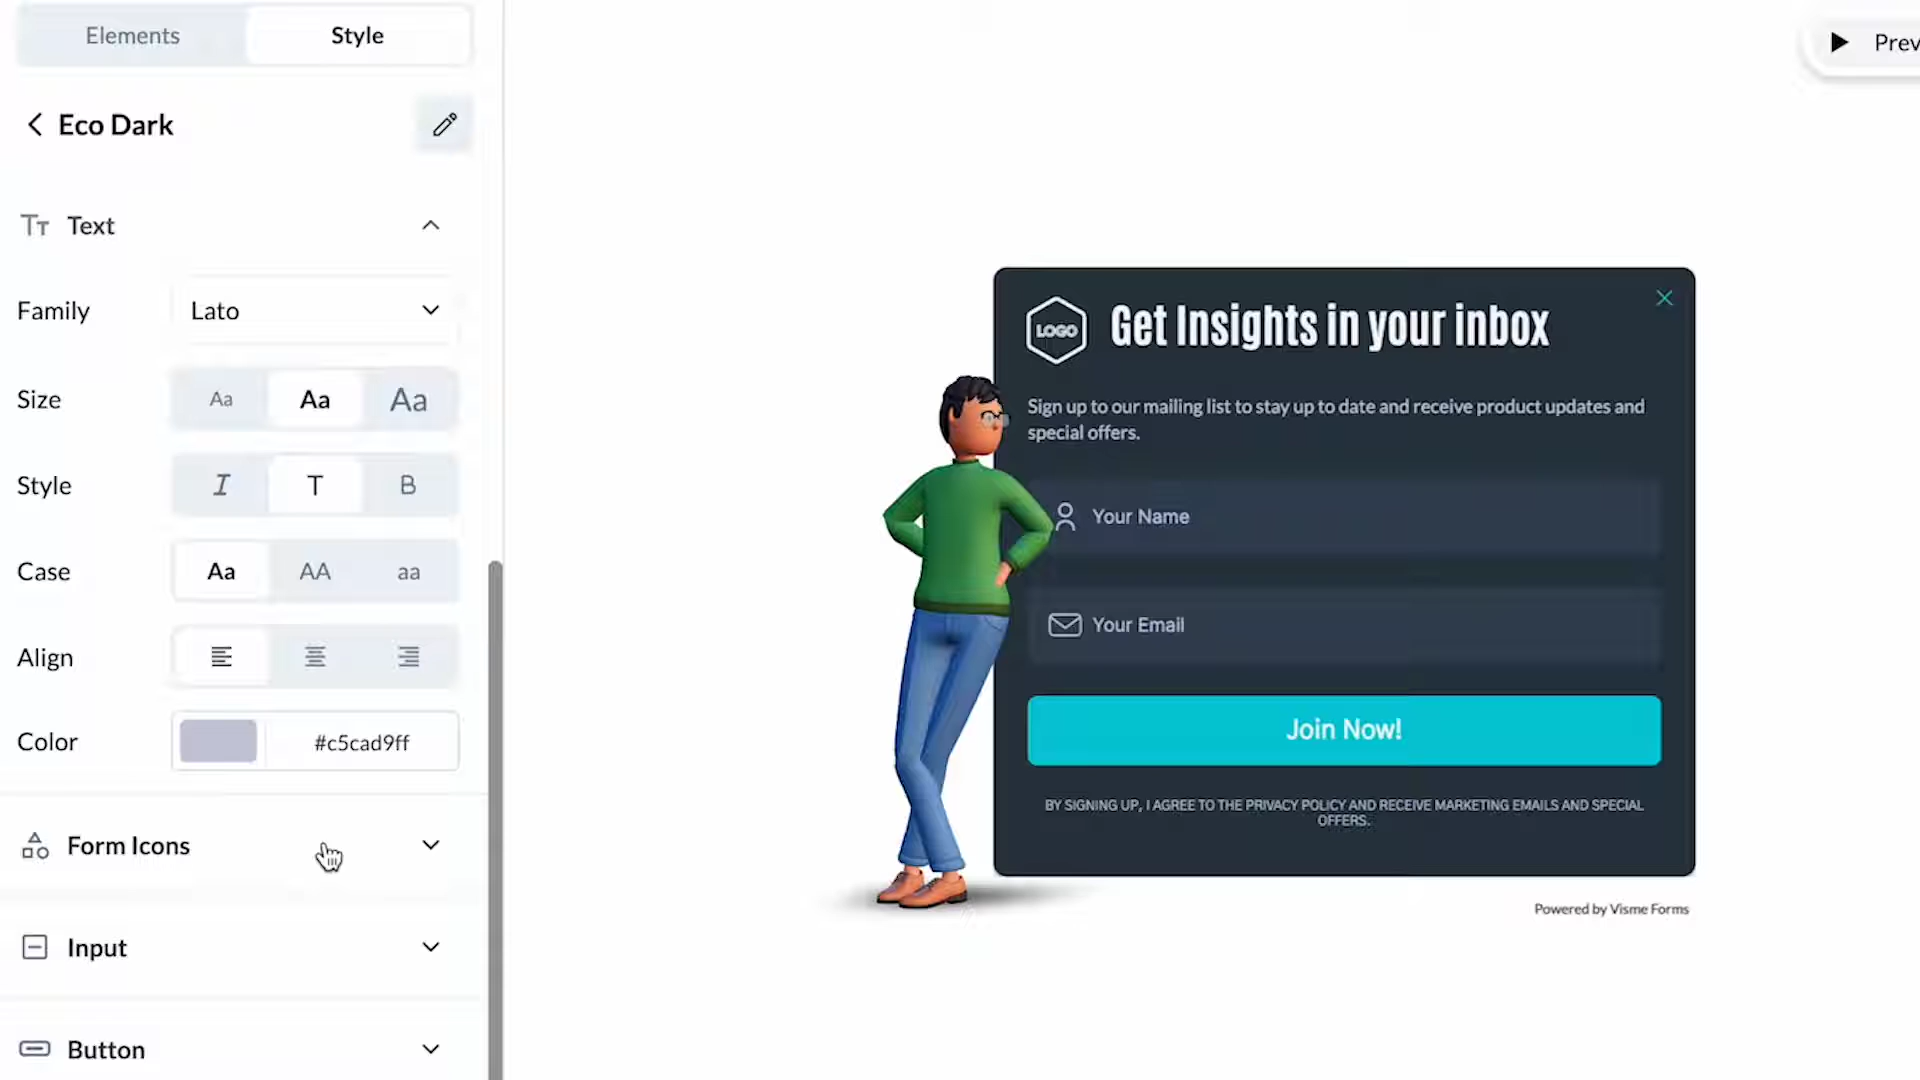 Elements
Style
Prev
Eco Dark
Text
Family
Lato
Size
Aa
Aa
Aa
Style
I
T
B
Case
Aa
AA
aa
Align
Color
#c5cad9ff
Form Icons
Input
Button
LOGO
Get Insights in your inbox
Sign up to our mailing list to stay up to date and receive product updates and
special offers.
Your Name
Your Email
Join Now!
BY SIGNING UP, I AGREE TO THE PRIVACY POLICY AND RECEIVE MARKETING EMAILS AND SPECIAL
OFFERS.
Powered by Visme Forms